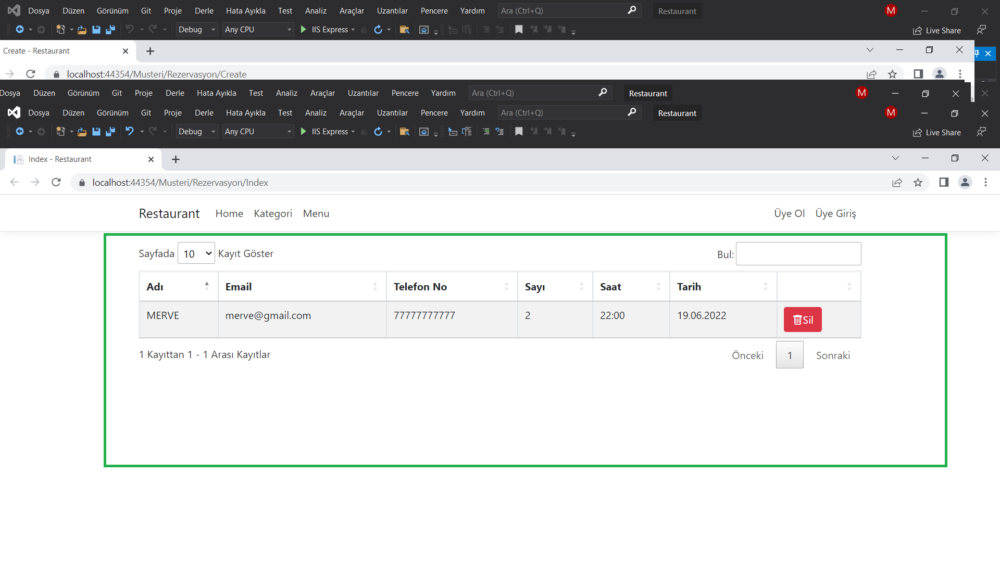 Dosya Düzen Görünüm Git Proje Derle Hata Ayıkla Test Analiz Araçlar Uzantılar Pencere Yardım Ara (Ctrl+Q) Restaurant M
Debug Any CPU IIS Express Live Share
Create - Restaurant
localhost:44354/Musteri/Rezervasyon/Create
Dosya Düzen Görünüm Git Proje Derle Hata Ayıkla Test Analiz Araçlar Uzantılar Pencere Yardım Ara (Ctrl+Q) Restaurant M
Dosya Düzen Görünüm Git Proje Derle Hata Ayıkla Test Analiz Araçlar Uzantılar Pencere Yardım Ara (Ctrl+Q) Restaurant M
Debug Any CPU IIS Express Live Share
Index - Restaurant
localhost:44354/Musteri/Rezervasyon/Index
Restaurant Home Kategori Menu Üye Ol Üye Giriş
Sayfada 10 Kayıt Göster Bul:
Adı Email Telefon No Sayı Saat Tarih
MERVE merve@gmail.com 77777777777 2 22:00 19.06.2022 Sil
1 Kayıttan 1 - 1 Arası Kayıtlar Önceki 1 Sonraki